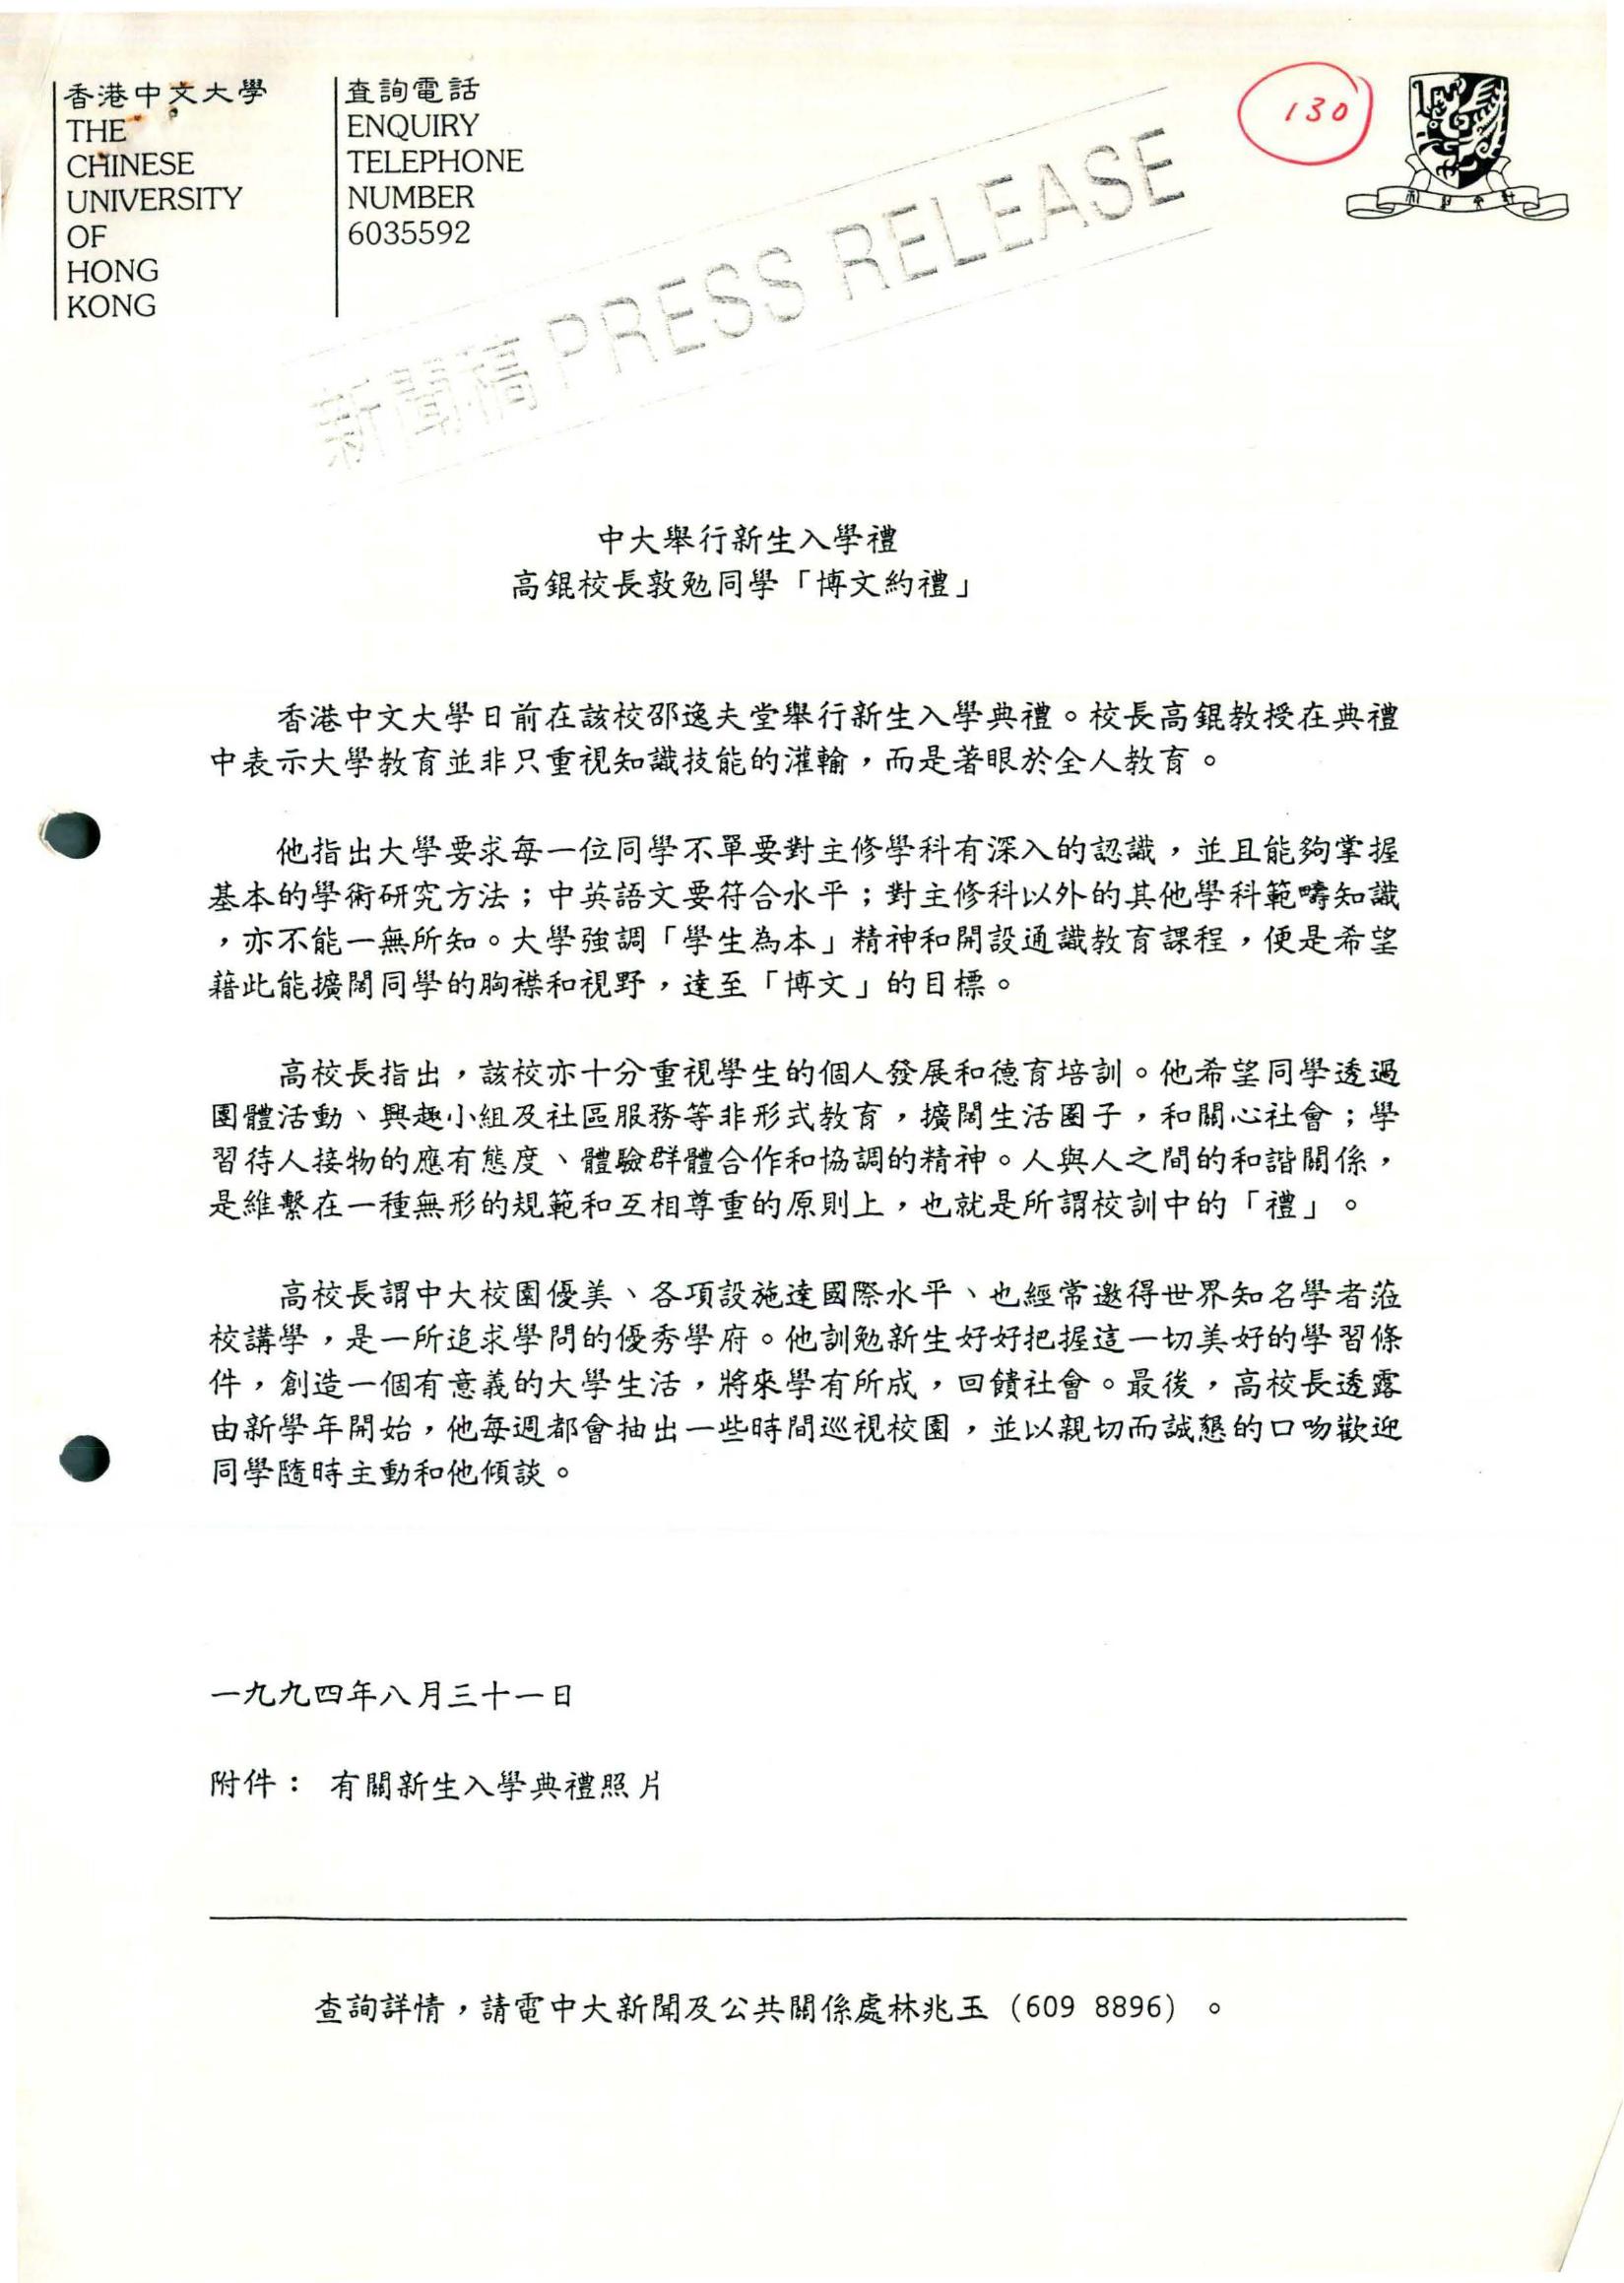 香港中文大學
THE
CHINESE
UNIVERSITY
OF
HONG
KONG
查詢電話
ENQUIRY
TELEPHONE
NUMBER
6035592
130
新聞稿 PRESS RELEASE
中大舉行新生入學禮
高錕校長敦勉同學「博文約禮」
香港中文大學日前在該校邵逸夫堂舉行新生入學典禮。校長高錕教授在典禮
中表示大學教育並非只重視知識技能的灌輸，而是著眼於全人教育。
他指出大學要求每一位同學不單要對主修學科有深入的認識，並且能夠掌握
基本的學術研究方法；中英語文要符合水平；對主修科以外的其他學科範疇知識
，亦不能一無所知。大學強調「學生為本」精神和開設通識教育課程，便是希望
藉此能擴闊同學的胸襟和視野，達至「博文」的目標。
高校長指出，該校亦十分重視學生的個人發展和德育培訓。他希望同學透過
團體活動、興趣小組及社區服務等非形式教育，擴闊生活圈子，和關心社會；學
習待人接物的應有態度、體驗群體合作和協調的精神。人與人之間的和諧關係，
是維繫在一種無形的規範和互相尊重的原則上，也就是所謂校訓中的「禮」。
高校長謂中大校園優美、各項設施達國際水平、也經常邀得世界知名學者蒞
校講學，是一所追求學問的優秀學府。他訓勉新生好好把握這一切美好的學習條
件，創造一個有意義的大學生活，將來學有所成，回饋社會。最後，高校長透露
由新學年開始，他每週都會抽出一些時間巡視校園，並以親切而誠懇的口吻歡迎
同學隨時主動和他傾談。
一九九四年八月三十一日
附件： 有關新生入學典禮照片
查詢詳情，請電中大新聞及公共關係處林兆玉 (609 8896) 。